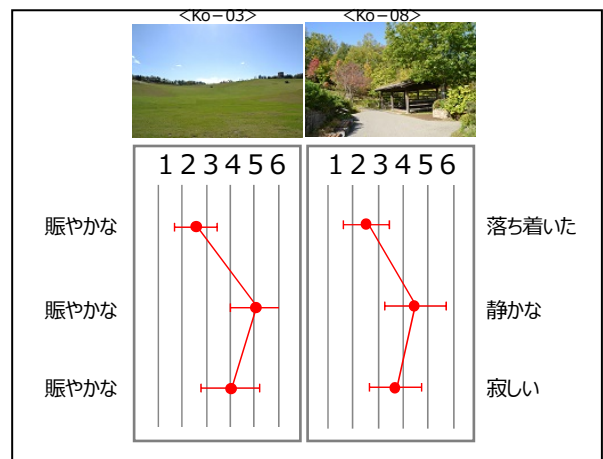 <Ko－03> <Ko－08>
1 2 3 4 5 6 1 2 3 4 5 6
賑やかな 落ち着いた
賑やかな 静かな
賑やかな 寂しい